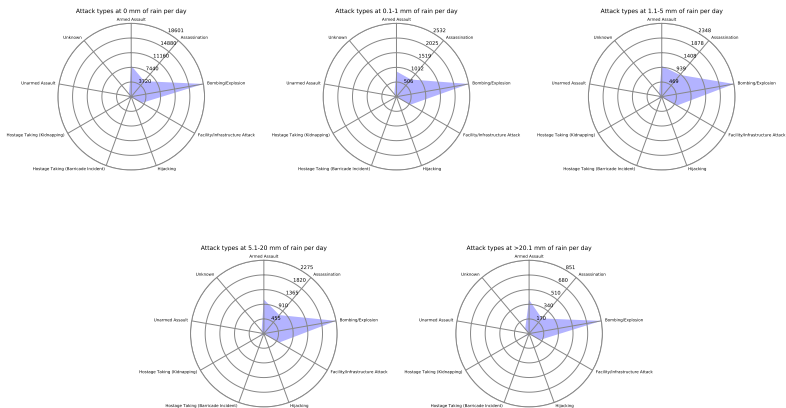 Attack types at 0 mm of rain per day
Armed Assault
18601
14880
11160
7440
3720
Assassination
Unknown
Unarmed Assault
Bombing/Explosion
Hostage Taking (Kidnapping)
Facility/Infrastructure Attack
Hostage Taking (Barricade Incident)
Hijacking
Attack types at 0.1-1 mm of rain per day
Armed Assault
2532
2025
1519
1012
506
Assassination
Unknown
Unarmed Assault
Bombing/Explosion
Hostage Taking (Kidnapping)
Facility/Infrastructure Attack
Hostage Taking (Barricade Incident)
Hijacking
Attack types at 1.1-5 mm of rain per day
Armed Assault
2348
1878
1408
939
469
Assassination
Unknown
Unarmed Assault
Bombing/Explosion
Hostage Taking (Kidnapping)
Facility/Infrastructure Attack
Hostage Taking (Barricade Incident)
Hijacking
Attack types at 5.1-20 mm of rain per day
Armed Assault
2275
1820
1365
910
455
Assassination
Unknown
Unarmed Assault
Bombing/Explosion
Hostage Taking (Kidnapping)
Facility/Infrastructure Attack
Hostage Taking (Barricade Incident)
Hijacking
Attack types at >20.1 mm of rain per day
Armed Assault
851
680
510
340
170
Assassination
Unknown
Unarmed Assault
Bombing/Explosion
Hostage Taking (Kidnapping)
Facility/Infrastructure Attack
Hostage Taking (Barricade Incident)
Hijacking